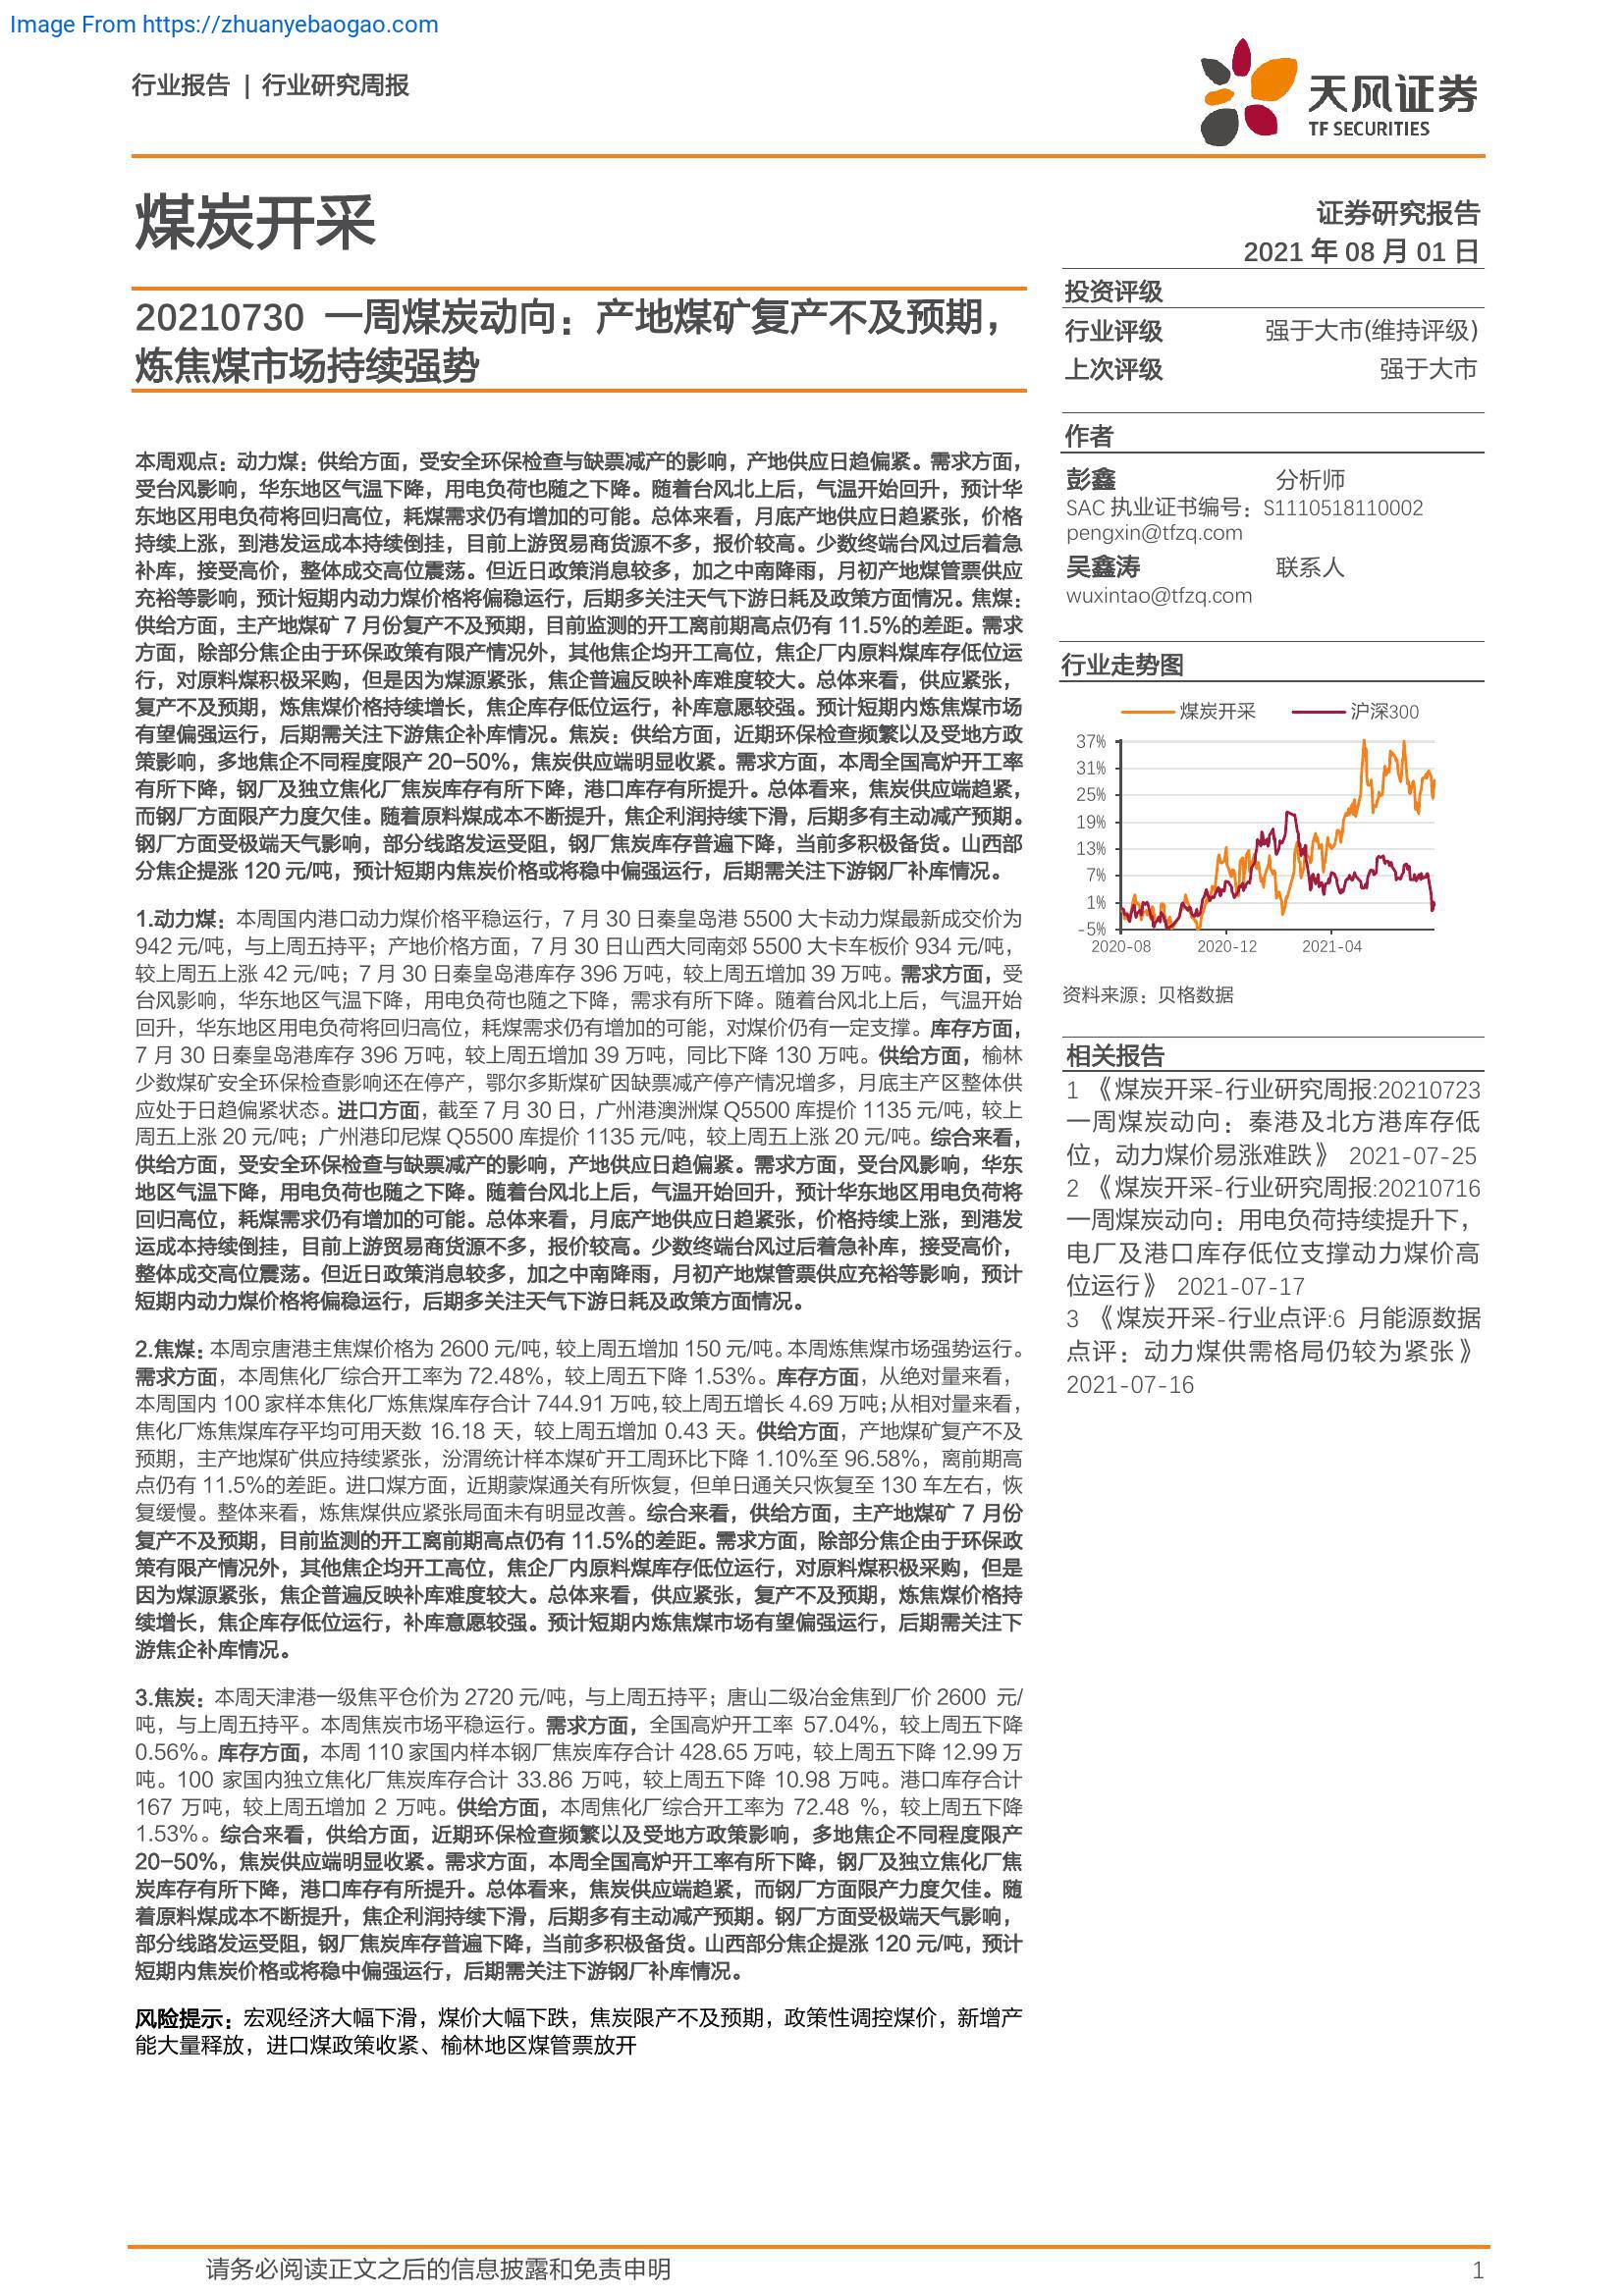 Image From https://zhuanyebaogao.com
行业报告 | 行业研究周报
天风证券
TF SECURITIES
煤炭开采
证券研究报告
2021 年 08 月 01 日
20210730 一周煤炭动向：产地煤矿复产不及预期，
炼焦煤市场持续强势
投资评级
行业评级 强于大市(维持评级)
上次评级 强于大市
本周观点：动力煤：供给方面，受安全环保检查与缺票减产的影响，产地供应日趋偏紧。需求方面，
受台风影响，华东地区气温下降，用电负荷也随之下降。随着台风北上后，气温开始回升，预计华
东地区用电负荷将回归高位，耗煤需求仍有增加的可能。总体来看，月底产地供应日趋紧张，价格
持续上涨，到港发运成本持续倒挂，目前上游贸易商货源不多，报价较高。少数终端台风过后着急
补库，接受高价，整体成交高位震荡。但近日政策消息较多，加之中南降雨，月初产地煤管票供应
充裕等影响，预计短期内动力煤价格将偏稳运行，后期多关注天气下游日耗及政策方面情况。焦煤：
供给方面，主产地煤矿 7 月份复产不及预期，目前监测的开工离前期高点仍有 11.5%的差距。需求
方面，除部分焦企由于环保政策有限产情况外，其他焦企均开工高位，焦企厂内原料煤库存低位运
行，对原料煤积极采购，但是因为煤源紧张，焦企普遍反映补库难度较大。总体来看，供应紧张，
复产不及预期，炼焦煤价格持续增长，焦企库存低位运行，补库意愿较强。预计短期内炼焦煤市场
有望偏强运行，后期需关注下游焦企补库情况。焦炭：供给方面，近期环保检查频繁以及受地方政
策影响，多地焦企不同程度限产 20-50%，焦炭供应端明显收紧。需求方面，本周全国高炉开工率
有所下降，钢厂及独立焦化厂焦炭库存有所下降，港口库存有所提升。总体看来，焦炭供应端趋紧，
而钢厂方面限产力度欠佳。随着原料煤成本不断提升，焦企利润持续下滑，后期多有主动减产预期。
钢厂方面受极端天气影响，部分线路发运受阻，钢厂焦炭库存普遍下降，当前多积极备货。山西部
分焦企提涨 120 元/吨，预计短期内焦炭价格或将稳中偏强运行，后期需关注下游钢厂补库情况。
1.动力煤：本周国内港口动力煤价格平稳运行，7 月 30 日秦皇岛港 5500 大卡动力煤最新成交价为
942 元/吨，与上周五持平；产地价格方面，7 月 30 日山西大同南郊 5500 大卡车板价 934 元/吨，
较上周五上涨 42 元/吨；7 月 30 日秦皇岛港库存 396 万吨，较上周五增加 39 万吨。需求方面，受
台风影响，华东地区气温下降，用电负荷也随之下降，需求有所下降。随着台风北上后，气温开始
回升，华东地区用电负荷将回归高位，耗煤需求仍有增加的可能，对煤价仍有一定支撑。库存方面，
7 月 30 日秦皇岛港库存 396 万吨，较上周五增加 39 万吨，同比下降 130 万吨。供给方面，榆林
少数煤矿安全环保检查影响还在停产，鄂尔多斯煤矿因缺票减产停产情况增多，月底主产区整体供
应处于日趋偏紧状态。进口方面，截至 7 月 30 日，广州港澳洲煤 Q5500 库提价 1135 元/吨，较上
周五上涨 20 元/吨；广州港印尼煤 Q5500 库提价 1135 元/吨，较上周五上涨 20 元/吨。综合来看，
供给方面，受安全环保检查与缺票减产的影响，产地供应日趋偏紧。需求方面，受台风影响，华东
地区气温下降，用电负荷也随之下降。随着台风北上后，气温开始回升，预计华东地区用电负荷将
回归高位，耗煤需求仍有增加的可能。总体来看，月底产地供应日趋紧张，价格持续上涨，到港发
运成本持续倒挂，目前上游贸易商货源不多，报价较高。少数终端台风过后着急补库，接受高价，
整体成交高位震荡。但近日政策消息较多，加之中南降雨，月初产地煤管票供应充裕等影响，预计
短期内动力煤价格将偏稳运行，后期多关注天气下游日耗及政策方面情况。
2.焦煤：本周京唐港主焦煤价格为 2600 元/吨，较上周五增加 150 元/吨。本周炼焦煤市场强势运行。
需求方面，本周焦化厂综合开工率为 72.48%，较上周五下降 1.53%。库存方面，从绝对量来看，
本周国内 100 家样本焦化厂炼焦煤库存合计 744.91 万吨，较上周五增长 4.69 万吨；从相对量来看，
焦化厂炼焦煤库存平均可用天数 16.18 天，较上周五增加 0.43 天。供给方面，产地煤矿复产不及
预期，主产地煤矿供应持续紧张，汾渭统计样本煤矿开工周环比下降 1.10%至 96.58%，离前期高
点仍有 11.5%的差距。进口煤方面，近期蒙煤通关有所恢复，但单日通关只恢复至 130 车左右，恢
复缓慢。整体来看，炼焦煤供应紧张局面未有明显改善。综合来看，供给方面，主产地煤矿 7 月份
复产不及预期，目前监测的开工离前期高点仍有 11.5%的差距。需求方面，除部分焦企由于环保政
策有限产情况外，其他焦企均开工高位，焦企厂内原料煤库存低位运行，对原料煤积极采购，但是
因为煤源紧张，焦企普遍反映补库难度较大。总体来看，供应紧张，复产不及预期，炼焦煤价格持
续增长，焦企库存低位运行，补库意愿较强。预计短期内炼焦煤市场有望偏强运行，后期需关注下
游焦企补库情况。
3.焦炭：本周天津港一级焦平仓价为 2720 元/吨，与上周五持平；唐山二级冶金焦到厂价 2600 元/
吨，与上周五持平。本周焦炭市场平稳运行。需求方面，全国高炉开工率 57.04%，较上周五下降
0.56%。库存方面，本周 110 家国内样本钢厂焦炭库存合计 428.65 万吨，较上周五下降 12.99 万
吨。100 家国内独立焦化厂焦炭库存合计 33.86 万吨，较上周五下降 10.98 万吨。港口库存合计
167 万吨，较上周五增加 2 万吨。供给方面，本周焦化厂综合开工率为 72.48 %，较上周五下降
1.53%。综合来看，供给方面，近期环保检查频繁以及受地方政策影响，多地焦企不同程度限产
20-50%，焦炭供应端明显收紧。需求方面，本周全国高炉开工率有所下降，钢厂及独立焦化厂焦
炭库存有所下降，港口库存有所提升。总体看来，焦炭供应端趋紧，而钢厂方面限产力度欠佳。随
着原料煤成本不断提升，焦企利润持续下滑，后期多有主动减产预期。钢厂方面受极端天气影响，
部分线路发运受阻，钢厂焦炭库存普遍下降，当前多积极备货。山西部分焦企提涨 120 元/吨，预计
短期内焦炭价格或将稳中偏强运行，后期需关注下游钢厂补库情况。
风险提示：宏观经济大幅下滑，煤价大幅下跌，焦炭限产不及预期，政策性调控煤价，新增产
能大量释放，进口煤政策收紧、榆林地区煤管票放开
作者
彭鑫 分析师
SAC 执业证书编号：S1110518110002
pengxin@tfzq.com
吴鑫涛 联系人
wuxintao@tfzq.com
行业走势图
煤炭开采 沪深300
37%
31%
25%
19%
13%
7%
1%
-5%
2020-08 2020-12 2021-04
资料来源：贝格数据
相关报告
1 《煤炭开采-行业研究周报:20210723
一周煤炭动向：秦港及北方港库存低
位，动力煤价易涨难跌》 2021-07-25
2 《煤炭开采-行业研究周报:20210716
一周煤炭动向：用电负荷持续提升下，
电厂及港口库存低位支撑动力煤价高
位运行》 2021-07-17
3 《煤炭开采-行业点评:6 月能源数据
点评：动力煤供需格局仍较为紧张》
2021-07-16
请务必阅读正文之后的信息披露和免责申明 1